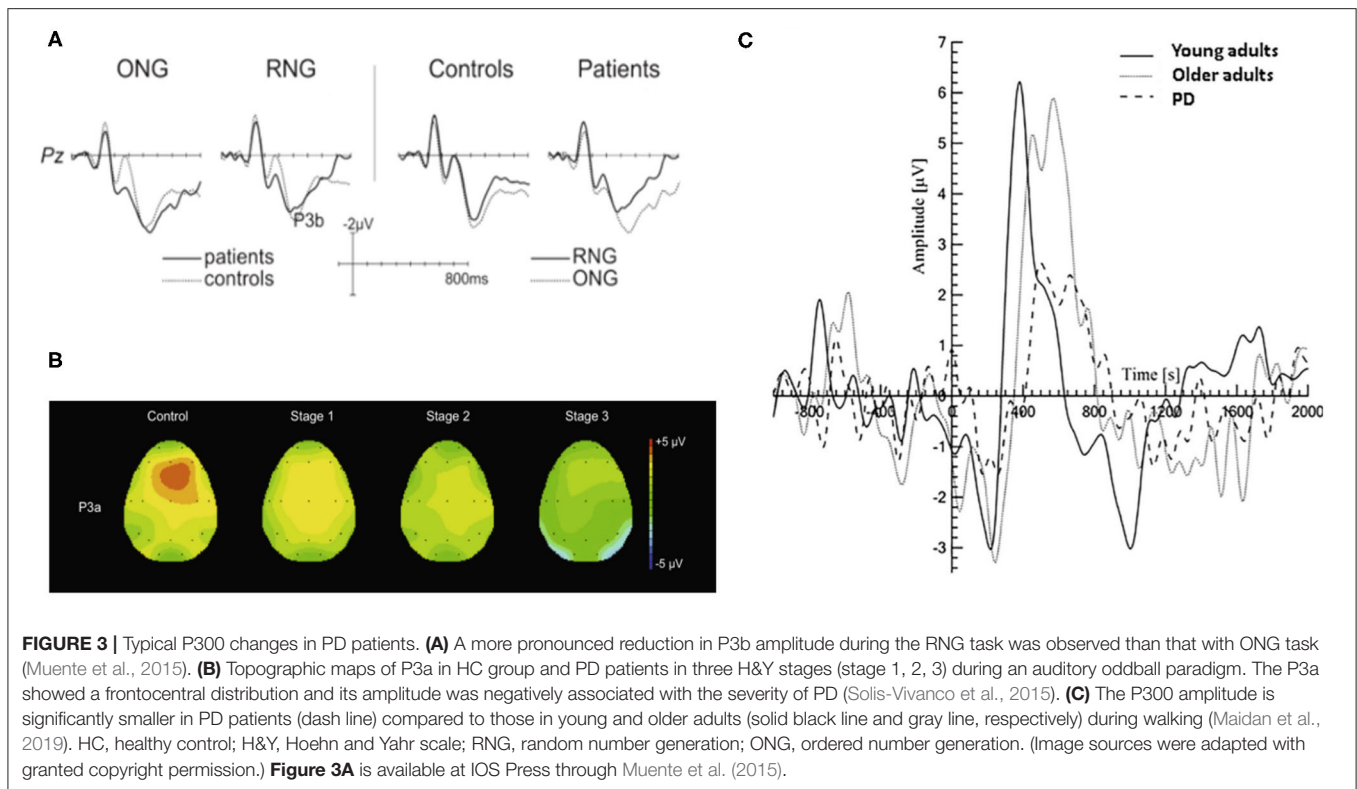 A
ONG RNG Controls Patients
Pz
P3b
-2μV
patients
controls
800ms
RNG
ONG
B
Control Stage 1 Stage 2 Stage 3
+5 μV
P3a
-5 μV
C
7
Young adults
Older adults
PD
6
5
4
3
2
1
Amplitude [μV]
Time [s]
-800 -400 0 400 800 1200 1600 2000
0
-1
-2
-3
FIGURE 3 | Typical P300 changes in PD patients. (A) A more pronounced reduction in P3b amplitude during the RNG task was observed than that with ONG task
(Muente et al., 2015). (B) Topographic maps of P3a in HC group and PD patients in three H&Y stages (stage 1, 2, 3) during an auditory oddball paradigm. The P3a
showed a frontocentral distribution and its amplitude was negatively associated with the severity of PD (Solis-Vivanco et al., 2015). (C) The P300 amplitude is
significantly smaller in PD patients (dash line) compared to those in young and older adults (solid black line and gray line, respectively) during walking (Maidan et al.,
2019). HC, healthy control; H&Y, Hoehn and Yahr scale; RNG, random number generation; ONG, ordered number generation. (Image sources were adapted with
granted copyright permission.) Figure 3A is available at IOS Press through Muente et al. (2015).